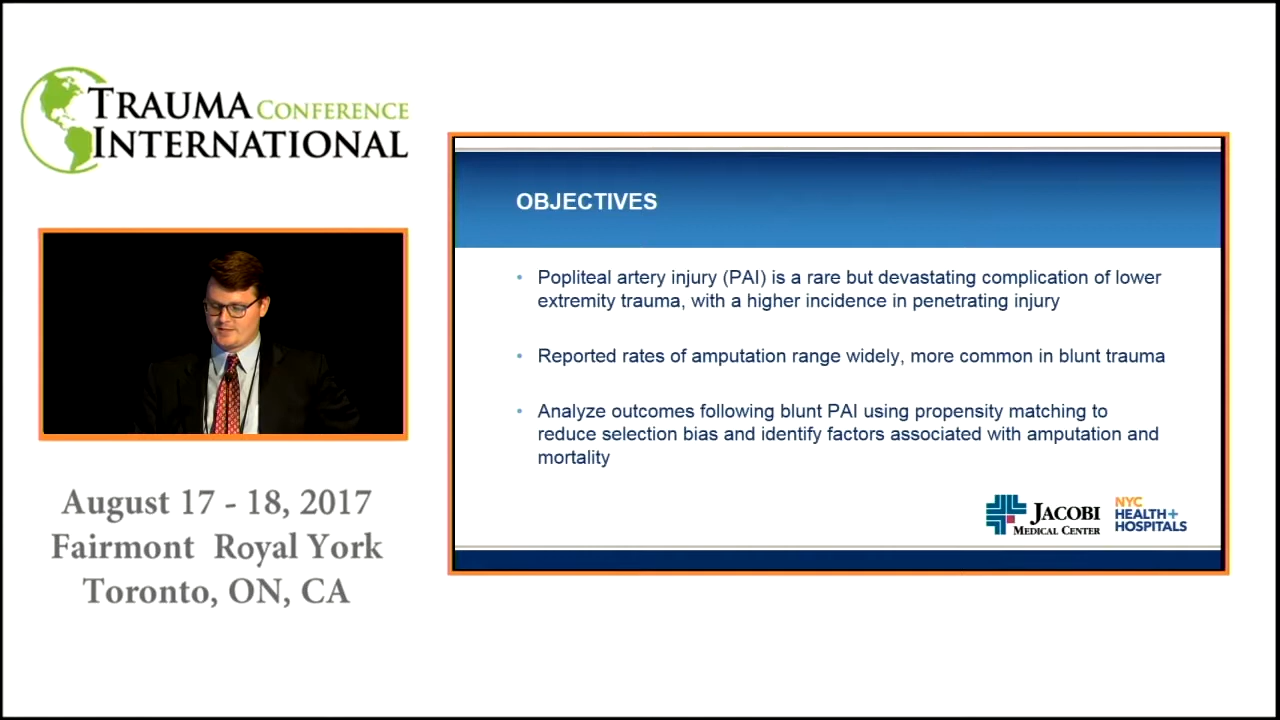 TRAUMA CONFERENCE
INTERNATIONAL
August 17 - 18, 2017
Fairmont Royal York
Toronto, ON, CA
OBJECTIVES
• Popliteal artery injury (PAI) is a rare but devastating complication of lower
extremity trauma, with a higher incidence in penetrating injury
• Reported rates of amputation range widely, more common in blunt trauma
• Analyze outcomes following blunt PAI using propensity matching to
reduce selection bias and identify factors associated with amputation and
mortality
JACOBI
MEDICAL CENTER
NYC
HEALTH+
HOSPITALS